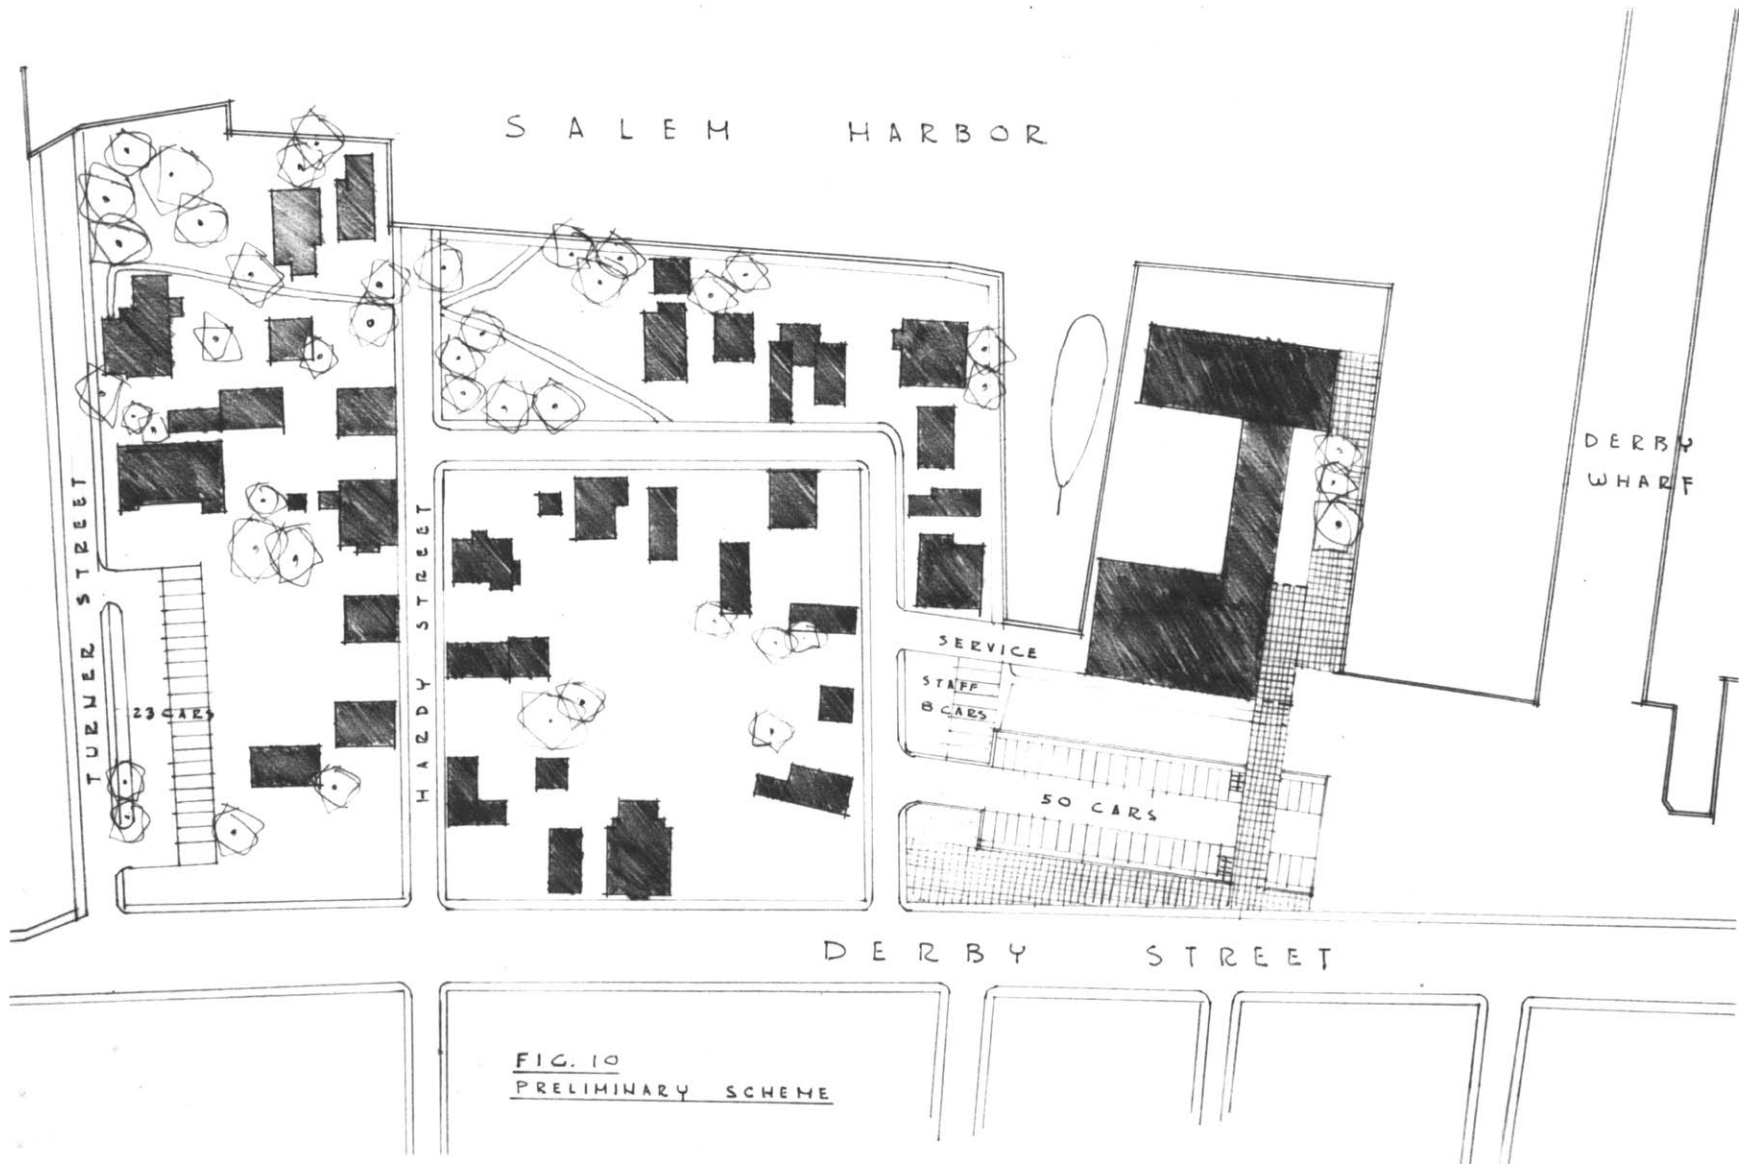 SALEM HARBOR
DERBY
WHARF
TURNER STREET
HARDY STREET
SERVICE
STAFF
8 CARS
23 CARS
50 CARS
DERBY STREET
FIG. 10
PRELIMINARY SCHEME